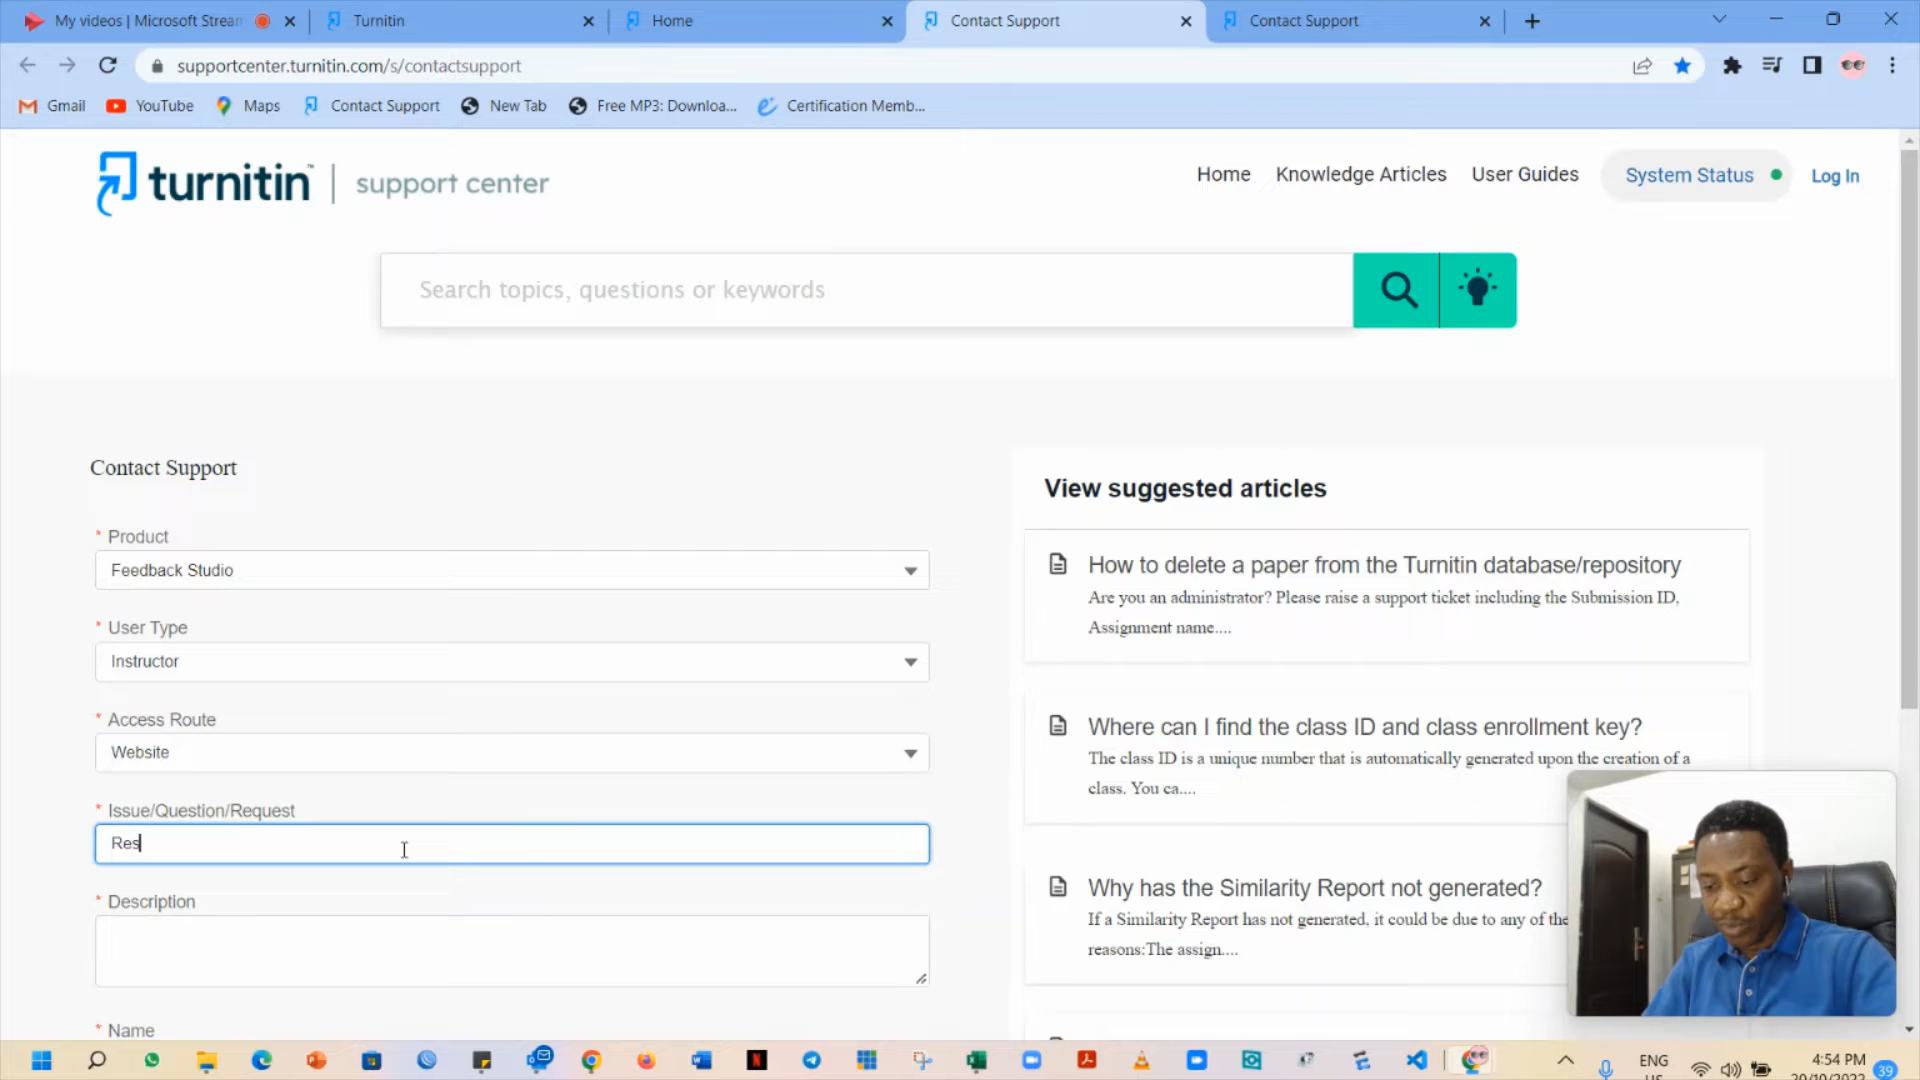 My videos | Microsoft Stream
Turnitin
Home
Contact Support
Contact Support
supportcenter.turnitin.com/s/contactsupport
Gmail
YouTube
Maps
Contact Support
New Tab
Free MP3: Downloa...
Certification Memb...
turnitin™ | support center
Home
Knowledge Articles
User Guides
System Status
Log In
Search topics, questions or keywords
Contact Support
* Product
Feedback Studio
* User Type
Instructor
* Access Route
Website
* Issue/Question/Request
Res
* Description
* Name
View suggested articles
How to delete a paper from the Turnitin database/repository
Are you an administrator? Please raise a support ticket including the Submission ID,
Assignment name....
Where can I find the class ID and class enrollment key?
The class ID is a unique number that is automatically generated upon the creation of a
class. You ca....
Why has the Similarity Report not generated?
If a Similarity Report has not generated, it could be due to any of the
reasons:The assign....
ENG
4:54 PM
39